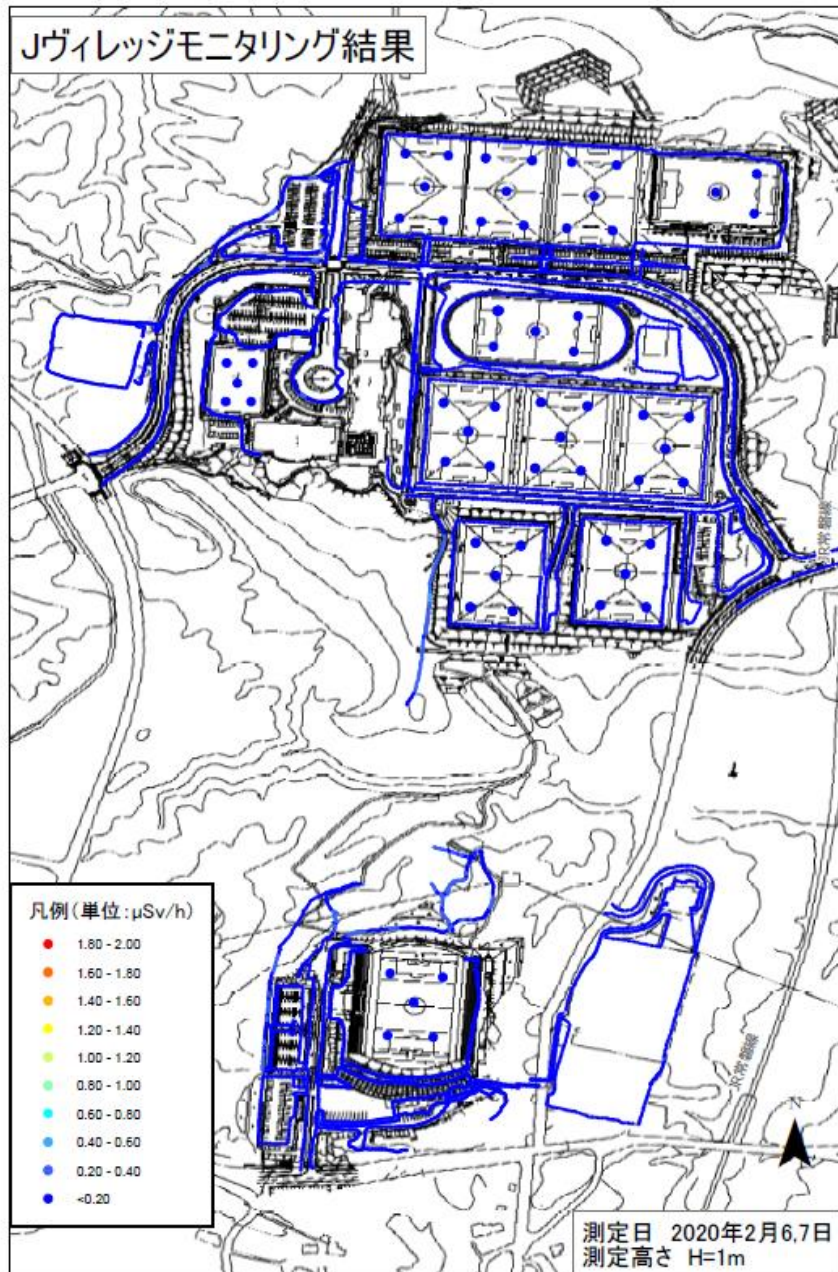 Jヴィレッジモニタリング結果
JR常磐線
JR常磐線
凡例(単位:μSv/h)
1.80 - 2.00
1.60 - 1.80
1.40 - 1.60
1.20 - 1.40
1.00 - 1.20
0.80 - 1.00
0.60 - 0.80
0.40 - 0.60
0.20 - 0.40
<0.20
N
測定日 2020年2月6,7日
測定高さ H=1m